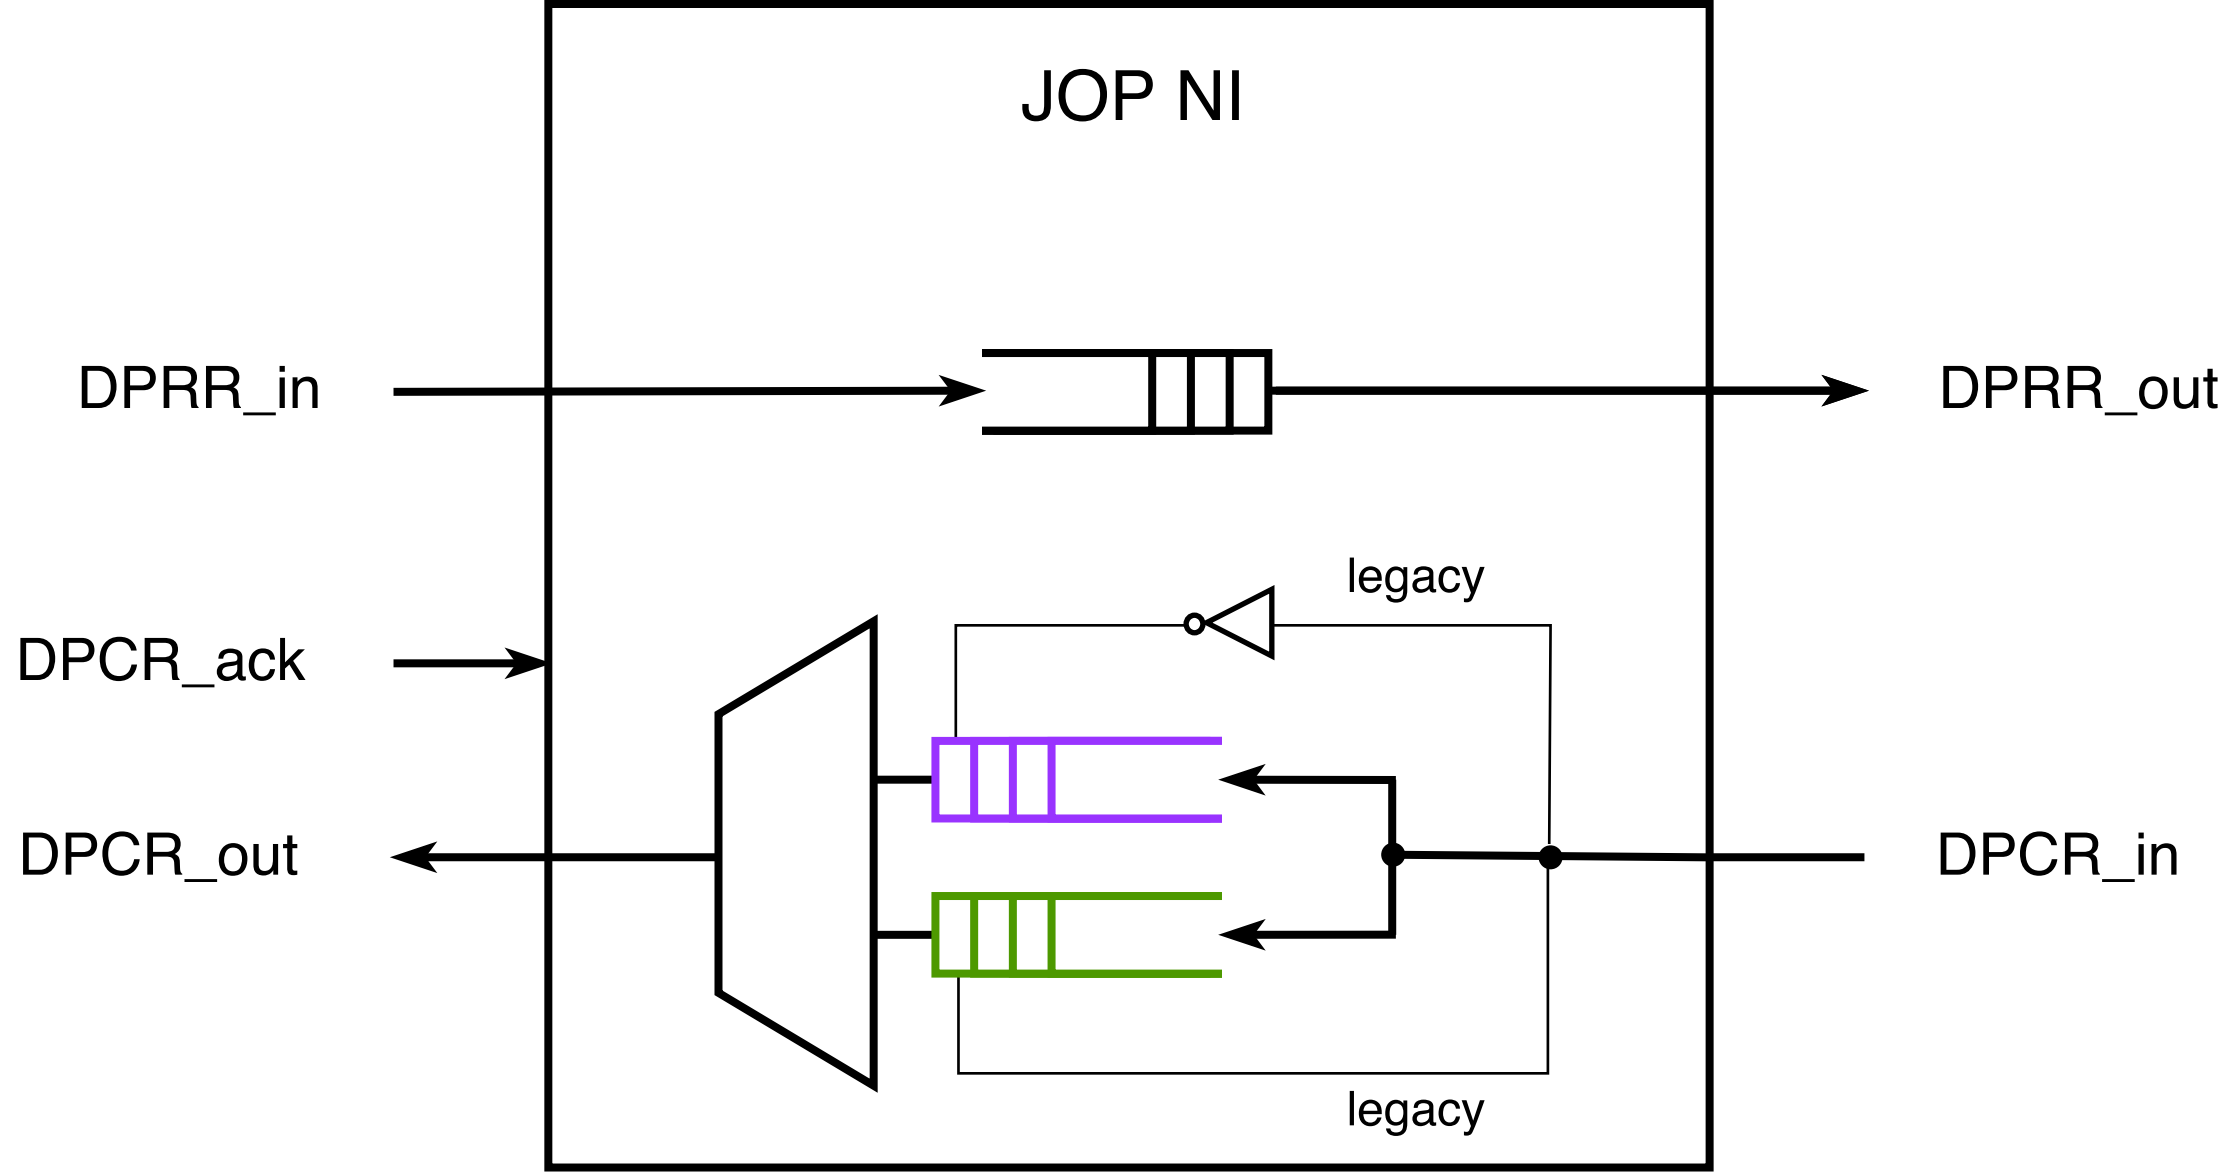 JOP NI
DPRR_in
DPRR_out
legacy
DPCR_ack
DPCR_out
DPCR_in
legacy